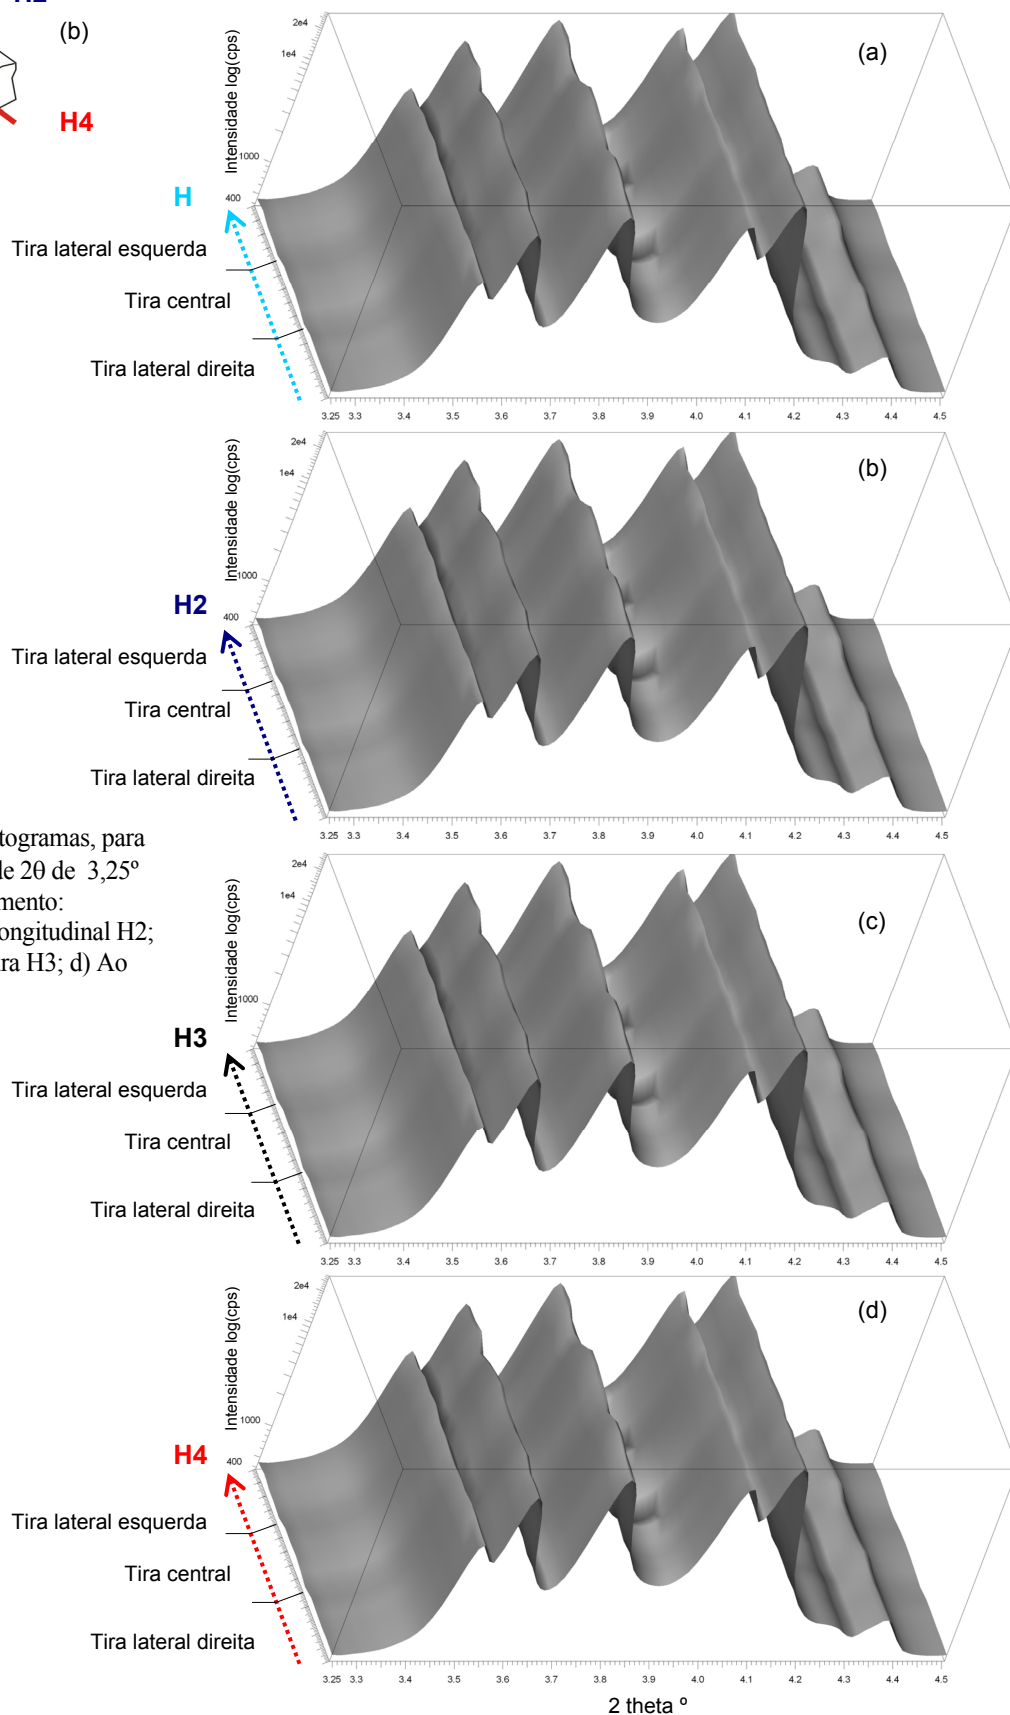 (b)
H4
Intensidade log(cps)
2e4
1e4
1000
400
(a)
H
Tira lateral esquerda
Tira central
Tira lateral direita
3.25 3.3 3.4 3.5 3.6 3.7 3.8 3.9 4.0 4.1 4.2 4.3 4.4 4.5
Intensidade log(cps)
2e4
1e4
1000
400
(b)
H2
Tira lateral esquerda
Tira central
Tira lateral direita
3.25 3.3 3.4 3.5 3.6 3.7 3.8 3.9 4.0 4.1 4.2 4.3 4.4 4.5
togramas, para
de 2θ de 3,25º
mento:
ongitudinal H2;
ara H3; d) Ao
Intensidade log(cps)
2e4
1e4
1000
400
(c)
H3
Tira lateral esquerda
Tira central
Tira lateral direita
3.25 3.3 3.4 3.5 3.6 3.7 3.8 3.9 4.0 4.1 4.2 4.3 4.4 4.5
Intensidade log(cps)
2e4
1e4
1000
400
(d)
H4
Tira lateral esquerda
Tira central
Tira lateral direita
3.25 3.3 3.4 3.5 3.6 3.7 3.8 3.9 4.0 4.1 4.2 4.3 4.4 4.5
2 theta º